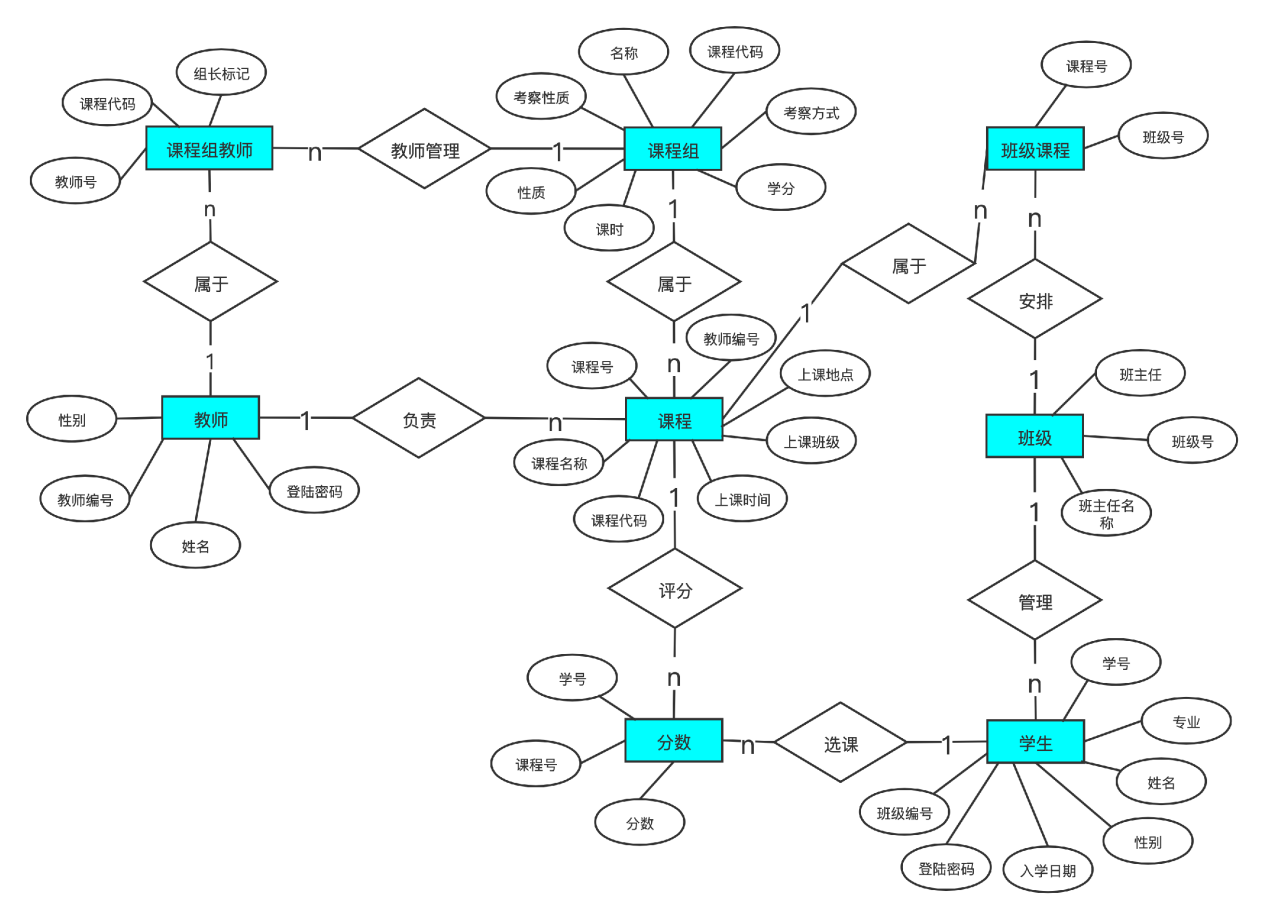 名称
课程代码
课程号
组长标记
考察性质
课程代码
考察方式
班级号
课程组教师
n
教师管理
1
课程组
班级课程
教师号
性质
学分
课时
n
1
n
n
属于
属于
属于
安排
1
教师编号
1
n
课程号
上课地点
班主任
1
性别
教师
1
负责
n
课程
上课班级
班级
班级号
课程名称
教师编号
登陆密码
课程代码
1
上课时间
班主任名
称
1
姓名
评分
管理
n
n
学号
学号
专业
课程号
分数
n
选课
1
学生
姓名
分数
班级编号
性别
登陆密码
入学日期